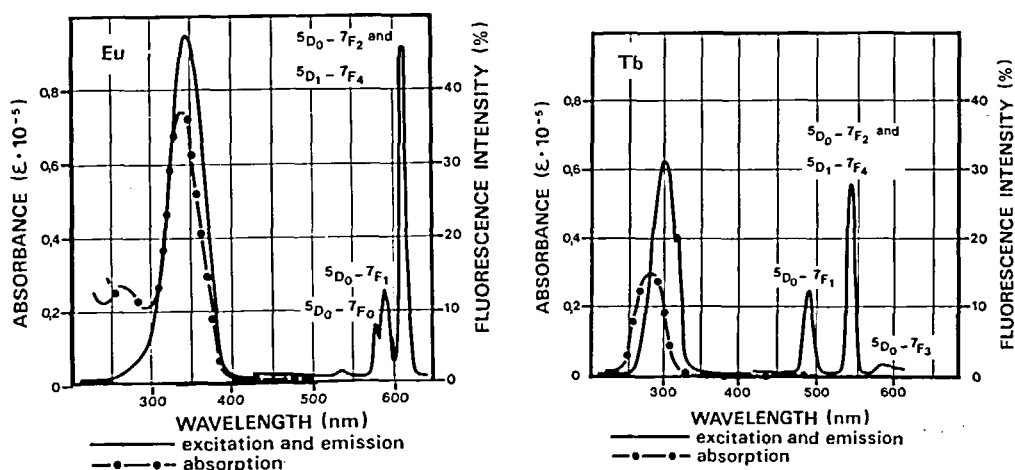 Eu
⁵D₀ – ⁷F₂ and
⁵D₁ – ⁷F₄
⁵D₀ – ⁷F₁
⁵D₀ – ⁷F₀
ABSORBANCE (ε · 10⁻⁵)
0,8
0,6
0,4
0,2
0
FLUORESCENCE INTENSITY (%)
40
30
20
10
0
300 400 500 600
WAVELENGTH (nm)
excitation and emission
absorption
Tb
⁵D₀ – ⁷F₂ and
⁵D₁ – ⁷F₄
⁵D₀ – ⁷F₁
⁵D₀ – ⁷F₃
ABSORBANCE (ε · 10⁻⁵)
0,8
0,6
0,4
0,2
0
FLUORESCENCE INTENSITY (%)
40
30
20
10
0
300 400 500 600
WAVELENGTH (nm)
excitation and emission
absorption